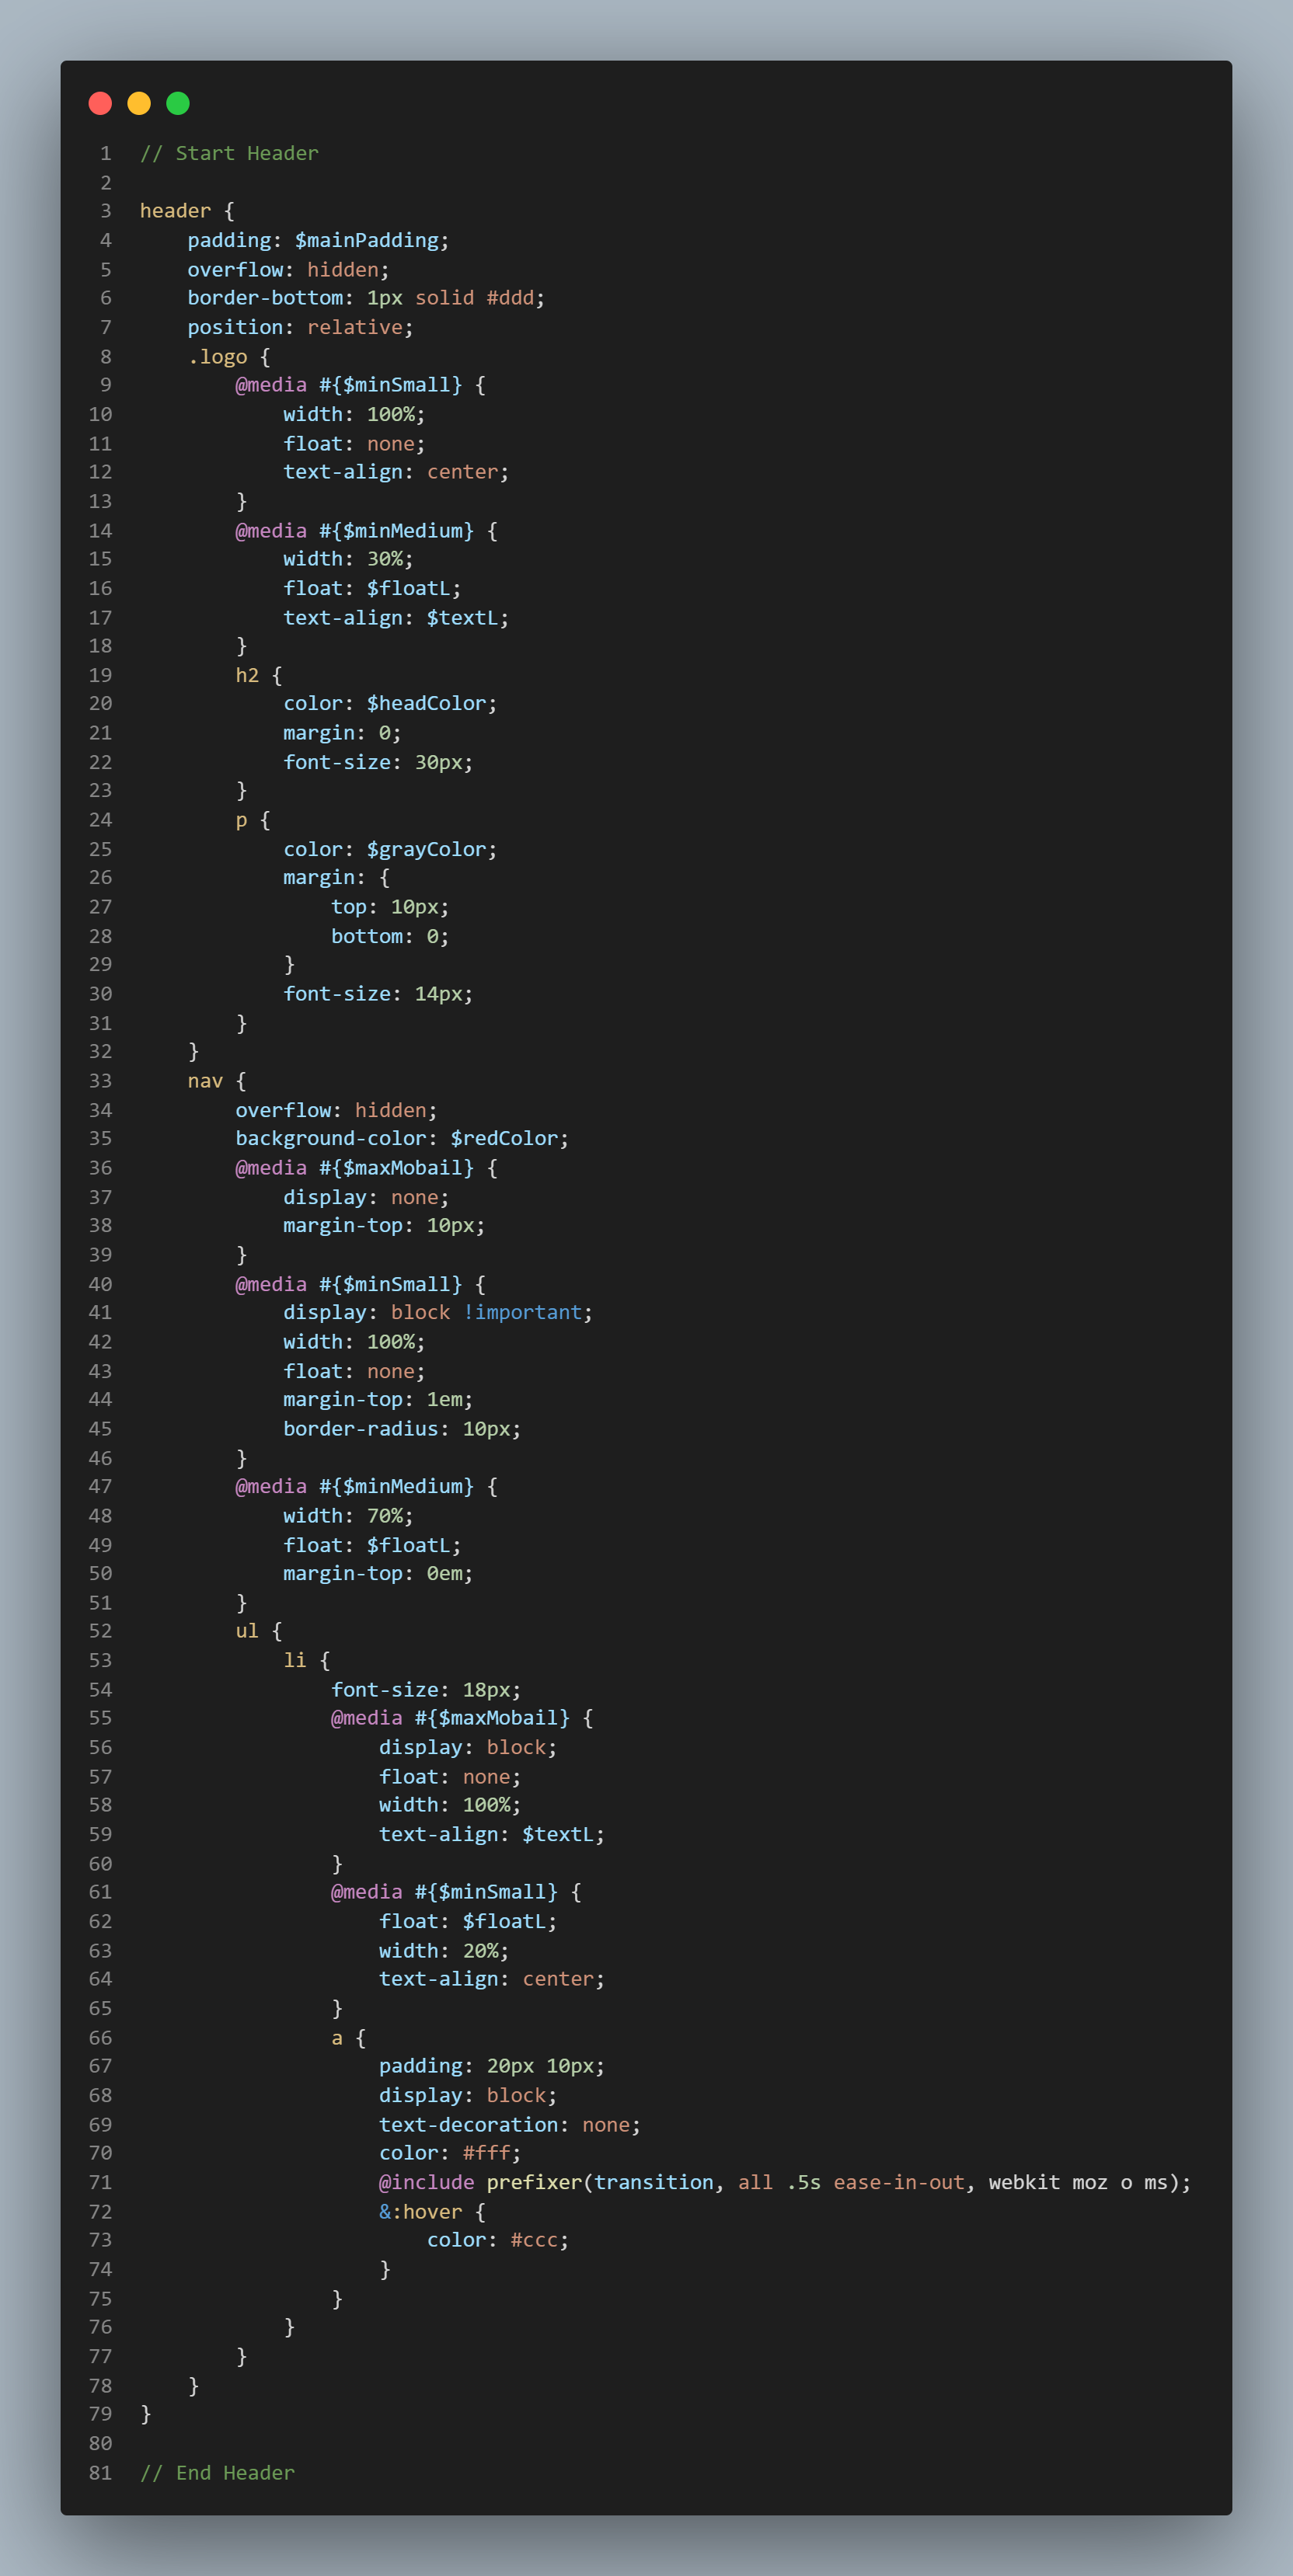 1 // Start Header
2
3 header {
4     padding: $mainPadding;
5     overflow: hidden;
6     border-bottom: 1px solid #ddd;
7     position: relative;
8     .logo {
9         @media #{$minSmall} {
10             width: 100%;
11             float: none;
12             text-align: center;
13         }
14         @media #{$minMedium} {
15             width: 30%;
16             float: $floatL;
17             text-align: $textL;
18         }
19         h2 {
20             color: $headColor;
21             margin: 0;
22             font-size: 30px;
23         }
24         p {
25             color: $grayColor;
26             margin: {
27                 top: 10px;
28                 bottom: 0;
29             }
30             font-size: 14px;
31         }
32     }
33     nav {
34         overflow: hidden;
35         background-color: $redColor;
36         @media #{$maxMobail} {
37             display: none;
38             margin-top: 10px;
39         }
40         @media #{$minSmall} {
41             display: block !important;
42             width: 100%;
43             float: none;
44             margin-top: 1em;
45             border-radius: 10px;
46         }
47         @media #{$minMedium} {
48             width: 70%;
49             float: $floatL;
50             margin-top: 0em;
51         }
52         ul {
53             li {
54                 font-size: 18px;
55                 @media #{$maxMobail} {
56                     display: block;
57                     float: none;
58                     width: 100%;
59                     text-align: $textL;
60                 }
61                 @media #{$minSmall} {
62                     float: $floatL;
63                     width: 20%;
64                     text-align: center;
65                 }
66                 a {
67                     padding: 20px 10px;
68                     display: block;
69                     text-decoration: none;
70                     color: #fff;
71                     @include prefixer(transition, all .5s ease-in-out, webkit moz o ms);
72                     &:hover {
73                         color: #ccc;
74                     }
75                 }
76             }
77         }
78     }
79 }
80
81 // End Header